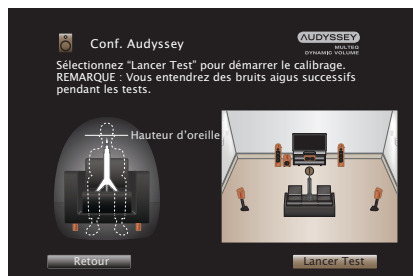 Conf. Audyssey
AUDYSSEY
MULTEQ
DYNAMIC VOLUME
Sélectionnez “Lancer Test” pour démarrer le calibrage.
REMARQUE : Vous entendrez des bruits aigus successifs
pendant les tests.
Hauteur d’oreille
Retour
Lancer Test